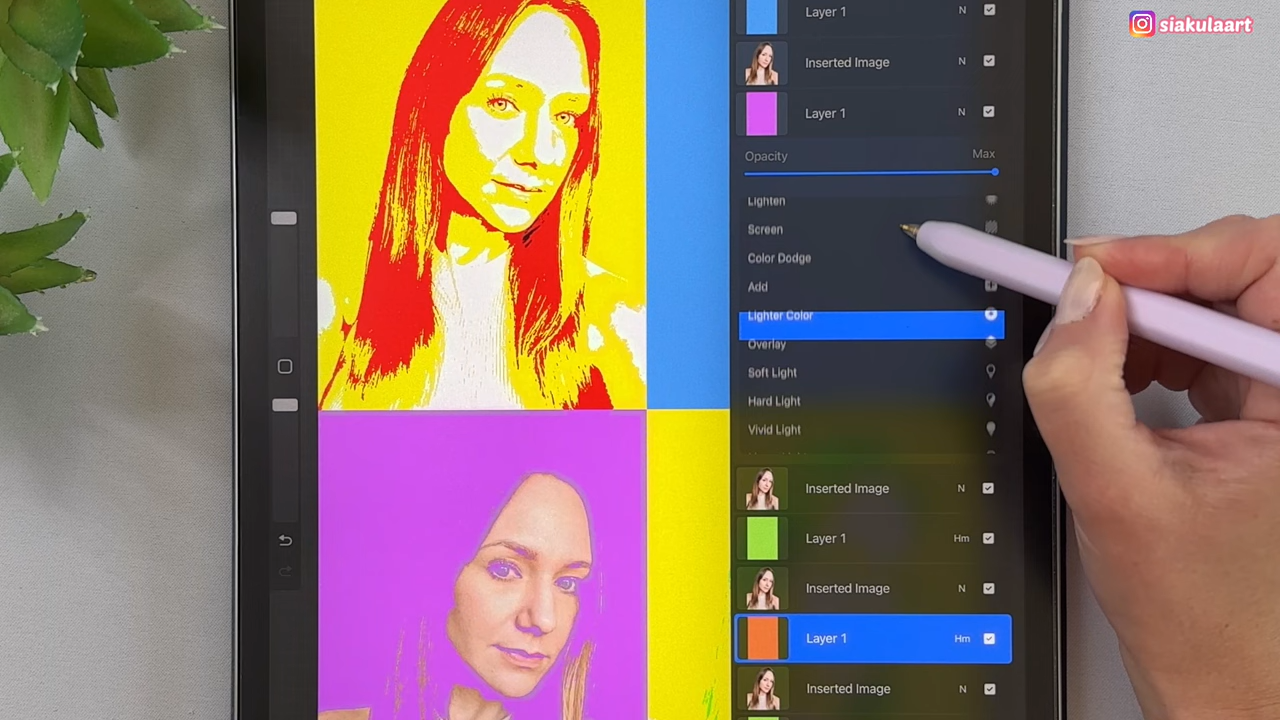 siakulaart
Layer 1 N
Inserted Image N
Layer 1 N
Opacity Max
Lighten
Screen
Color Dodge
Add
Lighter Color
Overlay
Soft Light
Hard Light
Vivid Light
Inserted Image N
Layer 1 Hm
Inserted Image N
Layer 1 Hm
Inserted Image N